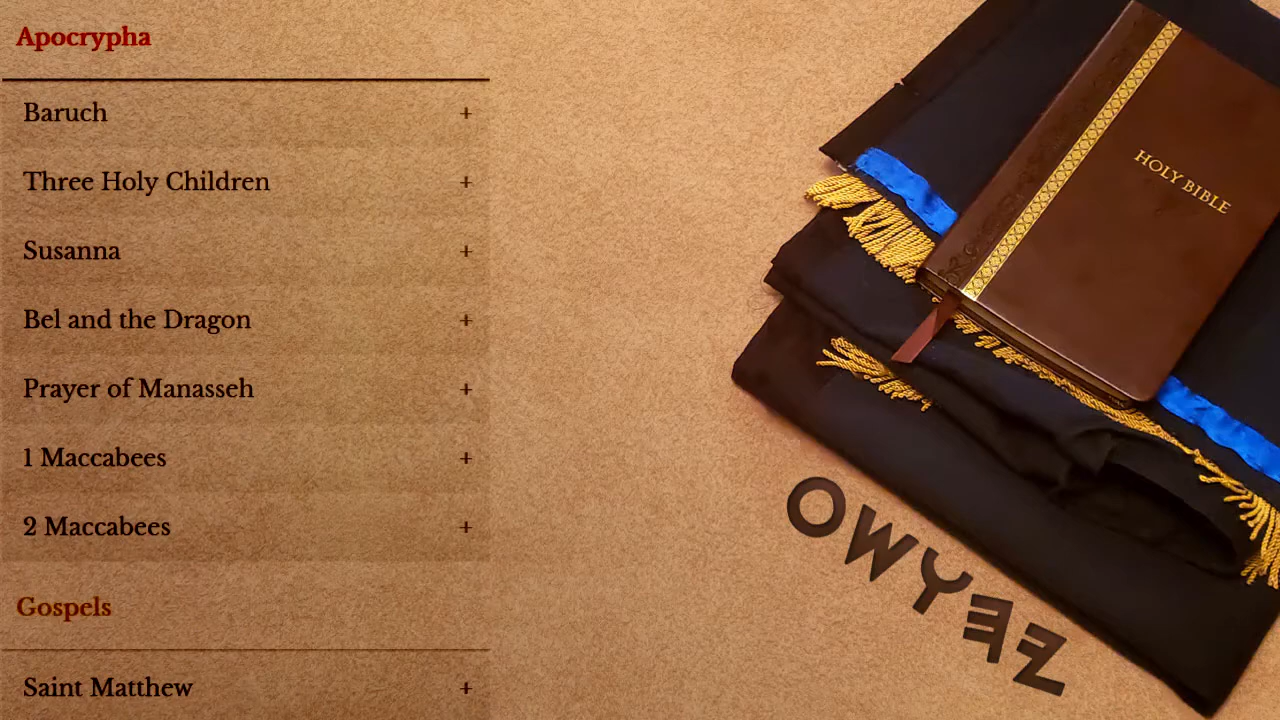 Apocrypha
Baruch +
Three Holy Children +
Susanna +
Bel and the Dragon +
Prayer of Manasseh +
1 Maccabees +
2 Maccabees +
Gospels
Saint Matthew +
HOLY BIBLE
𐤉𐤄𐤅𐤔𐤏